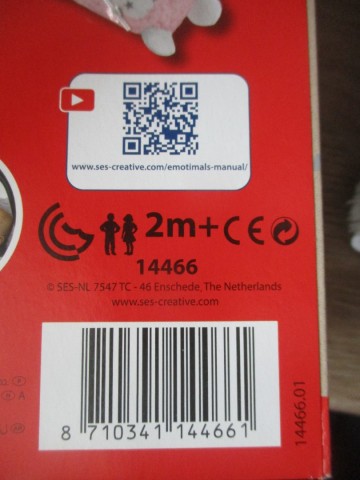 www.ses-creative.com/emotimals-manual/
2m+ CE
14466
© SES-NL 7547 TC - 46 Enschede, The Netherlands
www.ses-creative.com
8 710341 144661
14466.01